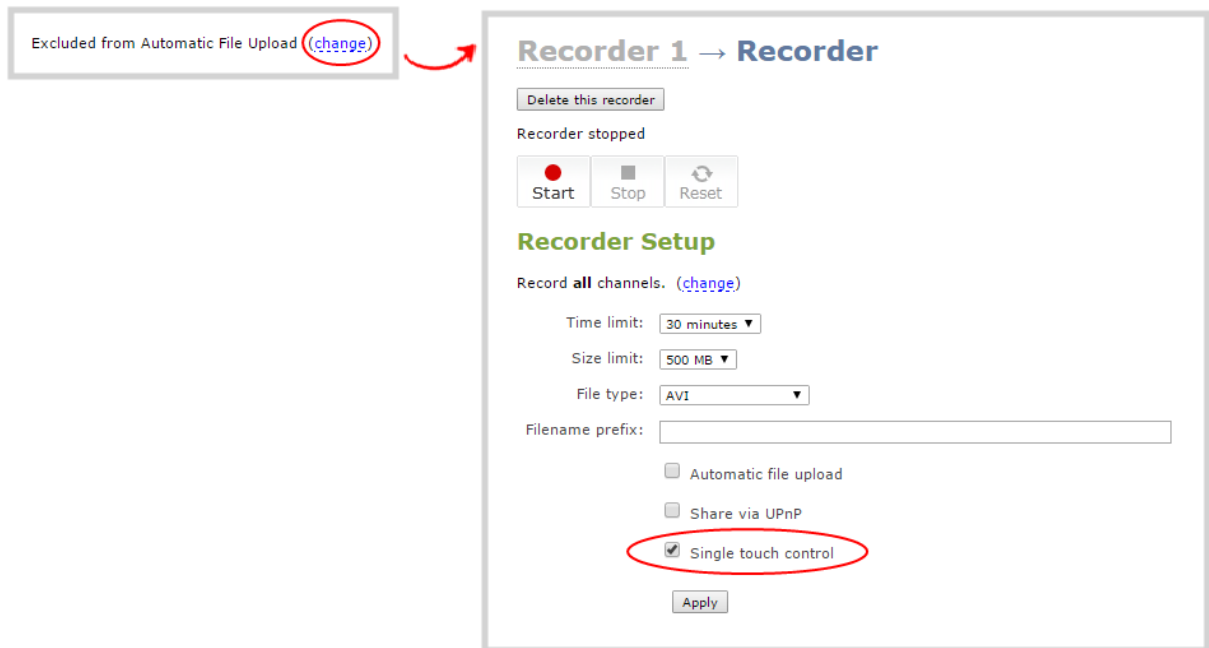 Excluded from Automatic File Upload (change)
Recorder 1 → Recorder
Delete this recorder
Recorder stopped
Start Stop Reset
Recorder Setup
Record all channels. (change)
Time limit: 30 minutes ▼
Size limit: 500 MB ▼
File type: AVI ▼
Filename prefix:
Automatic file upload
Share via UPnP
Single touch control
Apply